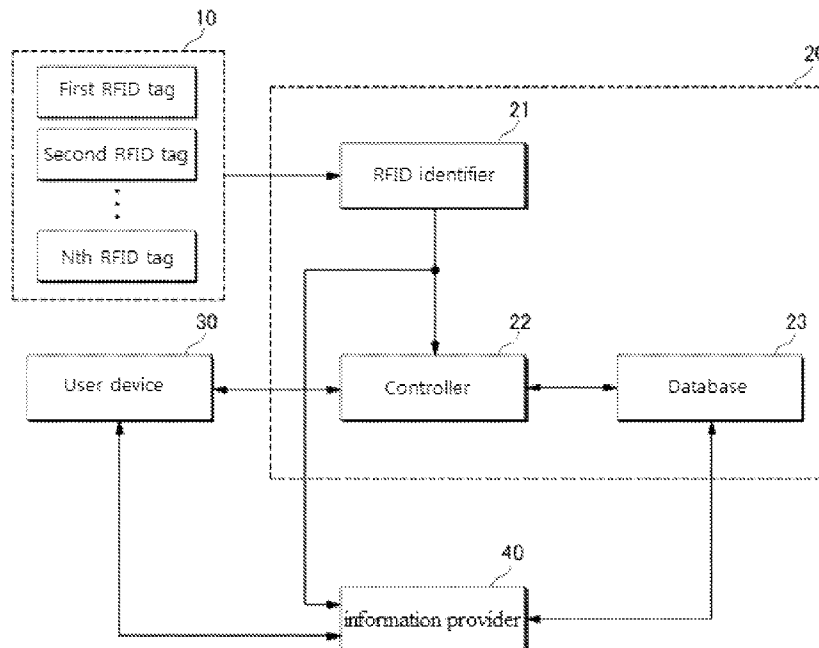 10
20
First RFID tag
21
Second RFID tag
RFID identifier
Nth RFID tag
30
22
23
User device
Controller
Database
40
information provider